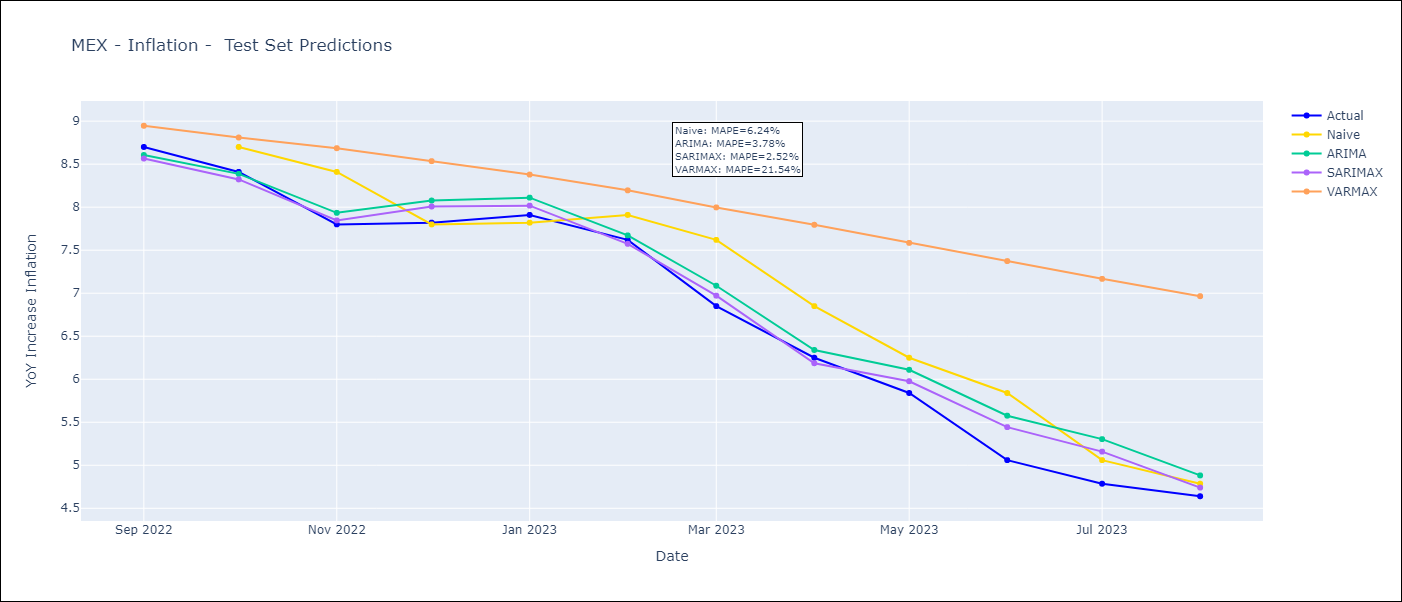 MEX - Inflation -  Test Set Predictions
9
8.5
8
7.5
7
6.5
6
5.5
5
4.5
YoY Increase Inflation
Naive: MAPE=6.24%
ARIMA: MAPE=3.78%
SARIMAX: MAPE=2.52%
VARMAX: MAPE=21.54%
Actual
Naive
ARIMA
SARIMAX
VARMAX
Sep 2022
Nov 2022
Jan 2023
Mar 2023
May 2023
Jul 2023
Date